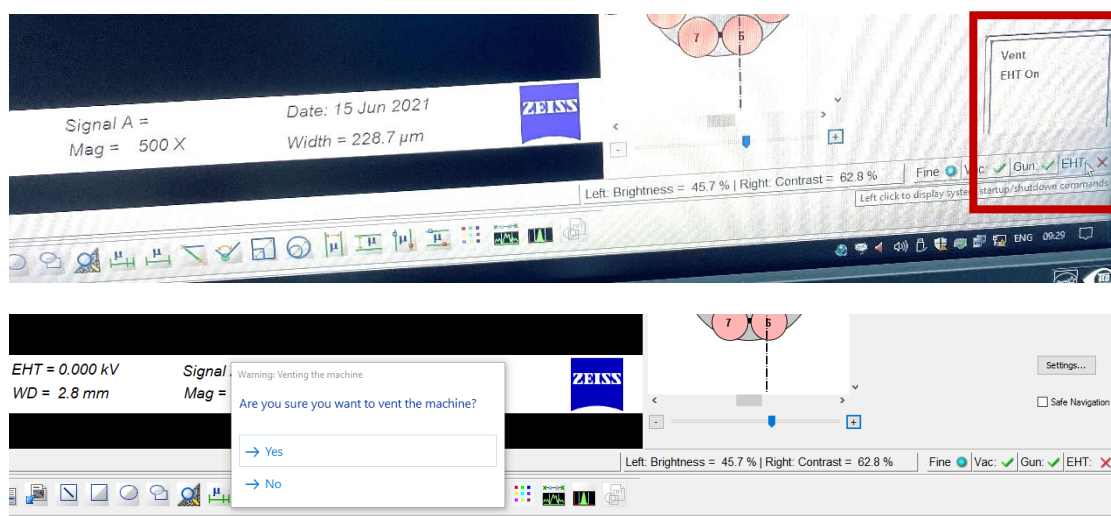 7 6
Vent
EHT On
Signal A =
Date: 15 Jun 2021
ZEISS
Mag = 500 X
Width = 228.7 µm
Left: Brightness = 45.7 % | Right: Contrast = 62.8 %
Fine Vac: Gun: EHT:
Left click to display system startup/shutdown commands
µ µ µ µ µ µ
ENG 09:29
7 6
EHT = 0.000 kV
Signal
WD = 2.8 mm
Mag =
Warning: Venting the machine
Are you sure you want to vent the machine?
→ Yes
→ No
ZEISS
Settings...
Safe Navigation
Left: Brightness = 45.7 % | Right: Contrast = 62.8 %
Fine Vac: Gun: EHT:
µ